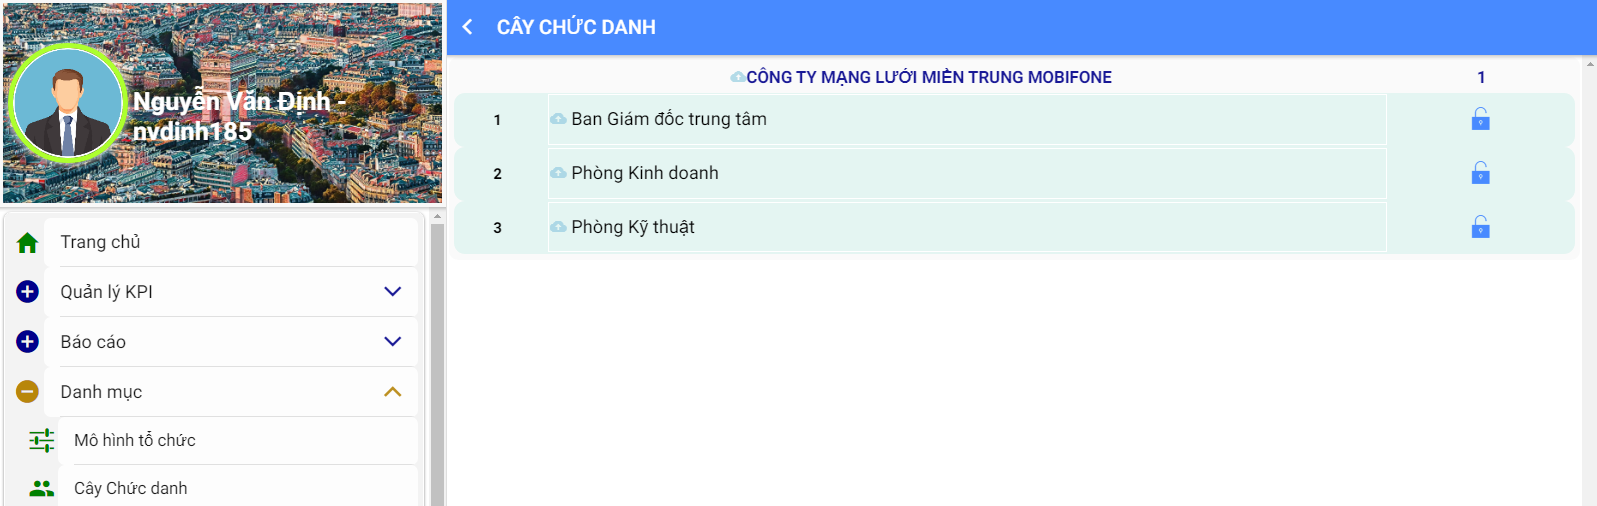 Nguyễn Văn Định -
nvdinh185
Trang chủ
Quản lý KPI
Báo cáo
Danh mục
Mô hình tổ chức
Cây Chức danh
CÂY CHỨC DANH
CÔNG TY MẠNG LƯỚI MIỀN TRUNG MOBIFONE 1
1 Ban Giám đốc trung tâm
2 Phòng Kinh doanh
3 Phòng Kỹ thuật